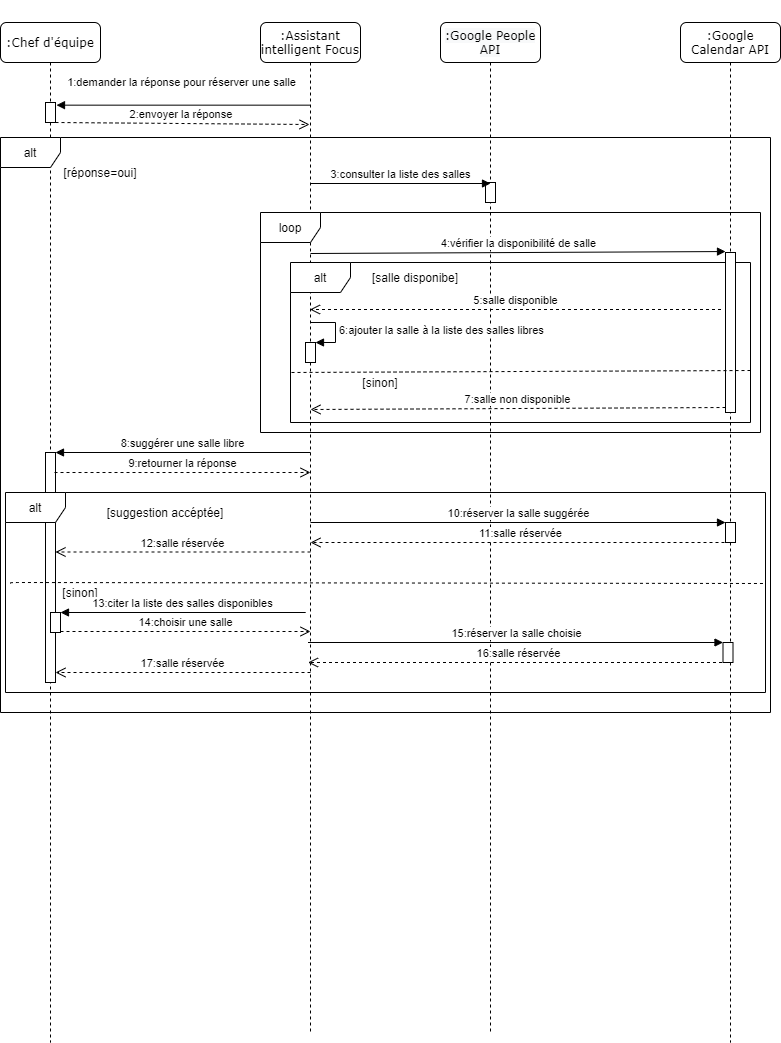 :Chef d'équipe
:Assistant
intelligent Focus
:Google People
API
:Google
Calendar API
1:demander la réponse pour réserver une salle
2:envoyer la réponse
alt
[réponse=oui]
3:consulter la liste des salles
loop
4:vérifier la disponibilité de salle
alt
[salle disponibe]
5:salle disponible
6:ajouter la salle à la liste des salles libres
[sinon]
7:salle non disponible
8:suggérer une salle libre
9:retourner la réponse
alt
[suggestion accéptée]
10:réserver la salle suggérée
11:salle réservée
12:salle réservée
[sinon]
13:citer la liste des salles disponibles
14:choisir une salle
15:réserver la salle choisie
16:salle réservée
17:salle réservée